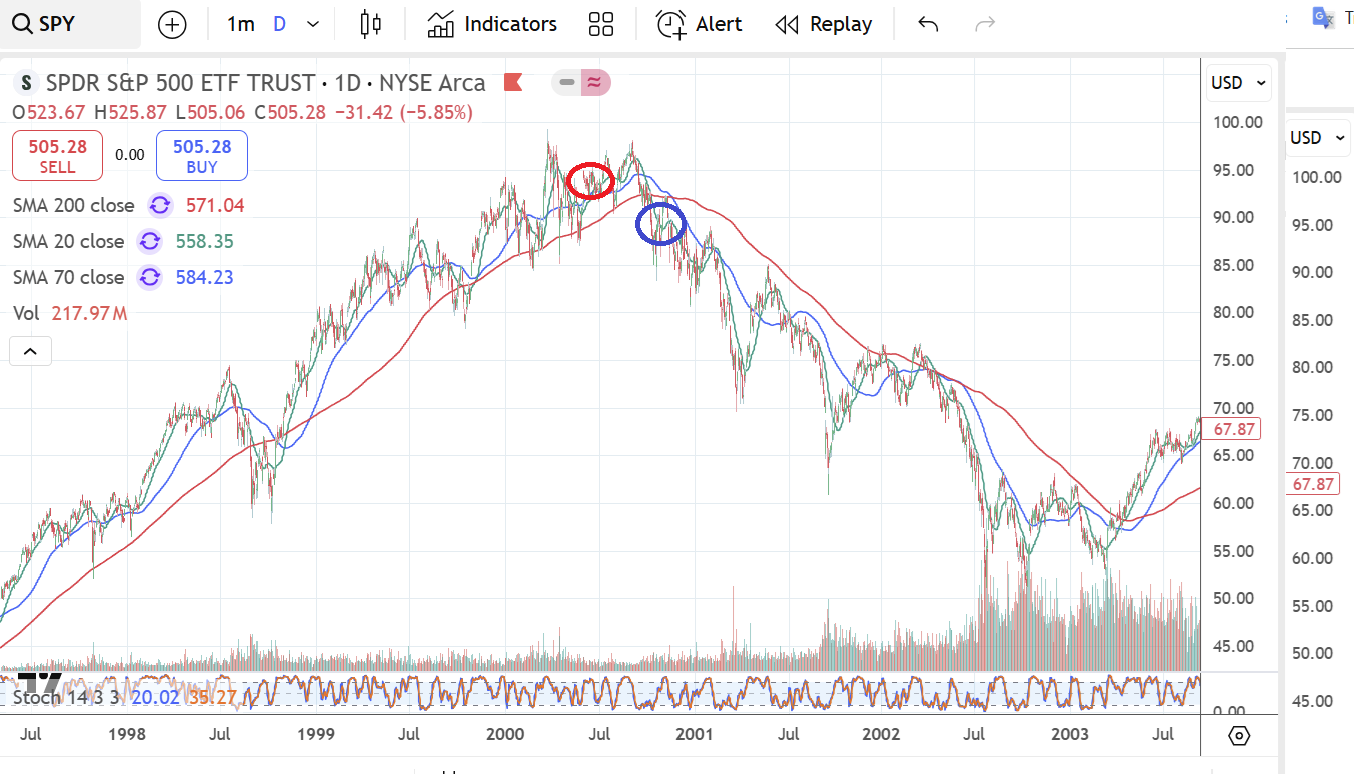 SPY
1m D Indicators Alert Replay
S SPDR S&P 500 ETF TRUST · 1D · NYSE Arca
O523.67 H525.87 L505.06 C505.28 −31.42 (−5.85%)
505.28 SELL 0.00 505.28 BUY
SMA 200 close 571.04
SMA 20 close 558.35
SMA 70 close 584.23
Vol 217.97 M
USD
100.00
95.00
90.00
85.00
80.00
75.00
70.00
67.87
65.00
60.00
55.00
50.00
45.00
Stoch 14 3 3 20.02 35.27
0.00
Jul 1998 Jul 1999 Jul 2000 Jul 2001 Jul 2002 Jul 2003 Jul
USD
100.00
95.00
90.00
85.00
80.00
75.00
70.00
67.87
65.00
60.00
55.00
50.00
45.00